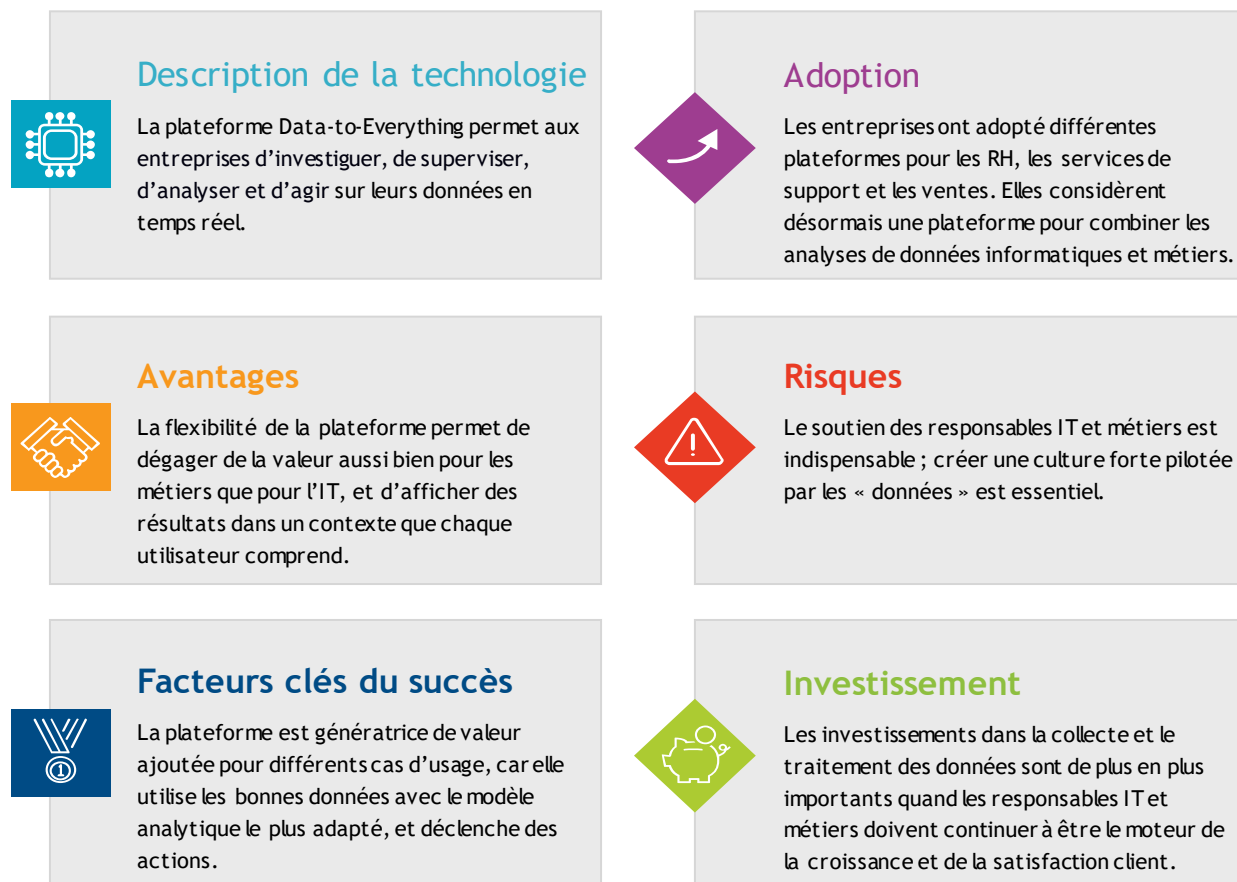 Description de la technologie
La plateforme Data-to-Everything permet aux
entreprises d’investiguer, de superviser,
d’analyser et d’agir sur leurs données en
temps réel.
Adoption
Les entreprises ont adopté différentes
plateformes pour les RH, les services de
support et les ventes. Elles considèrent
désormais une plateforme pour combiner les
analyses de données informatiques et métiers.
Avantages
La flexibilité de la plateforme permet de
dégager de la valeur aussi bien pour les
métiers que pour l’IT, et d’afficher des
résultats dans un contexte que chaque
utilisateur comprend.
Risques
Le soutien des responsables IT et métiers est
indispensable ; créer une culture forte pilotée
par les « données » est essentiel.
Facteurs clés du succès
La plateforme est génératrice de valeur
ajoutée pour différents cas d’usage, car elle
utilise les bonnes données avec le modèle
analytique le plus adapté, et déclenche des
actions.
1
Investissement
Les investissements dans la collecte et le
traitement des données sont de plus en plus
importants quand les responsables IT et
métiers doivent continuer à être le moteur de
la croissance et de la satisfaction client.